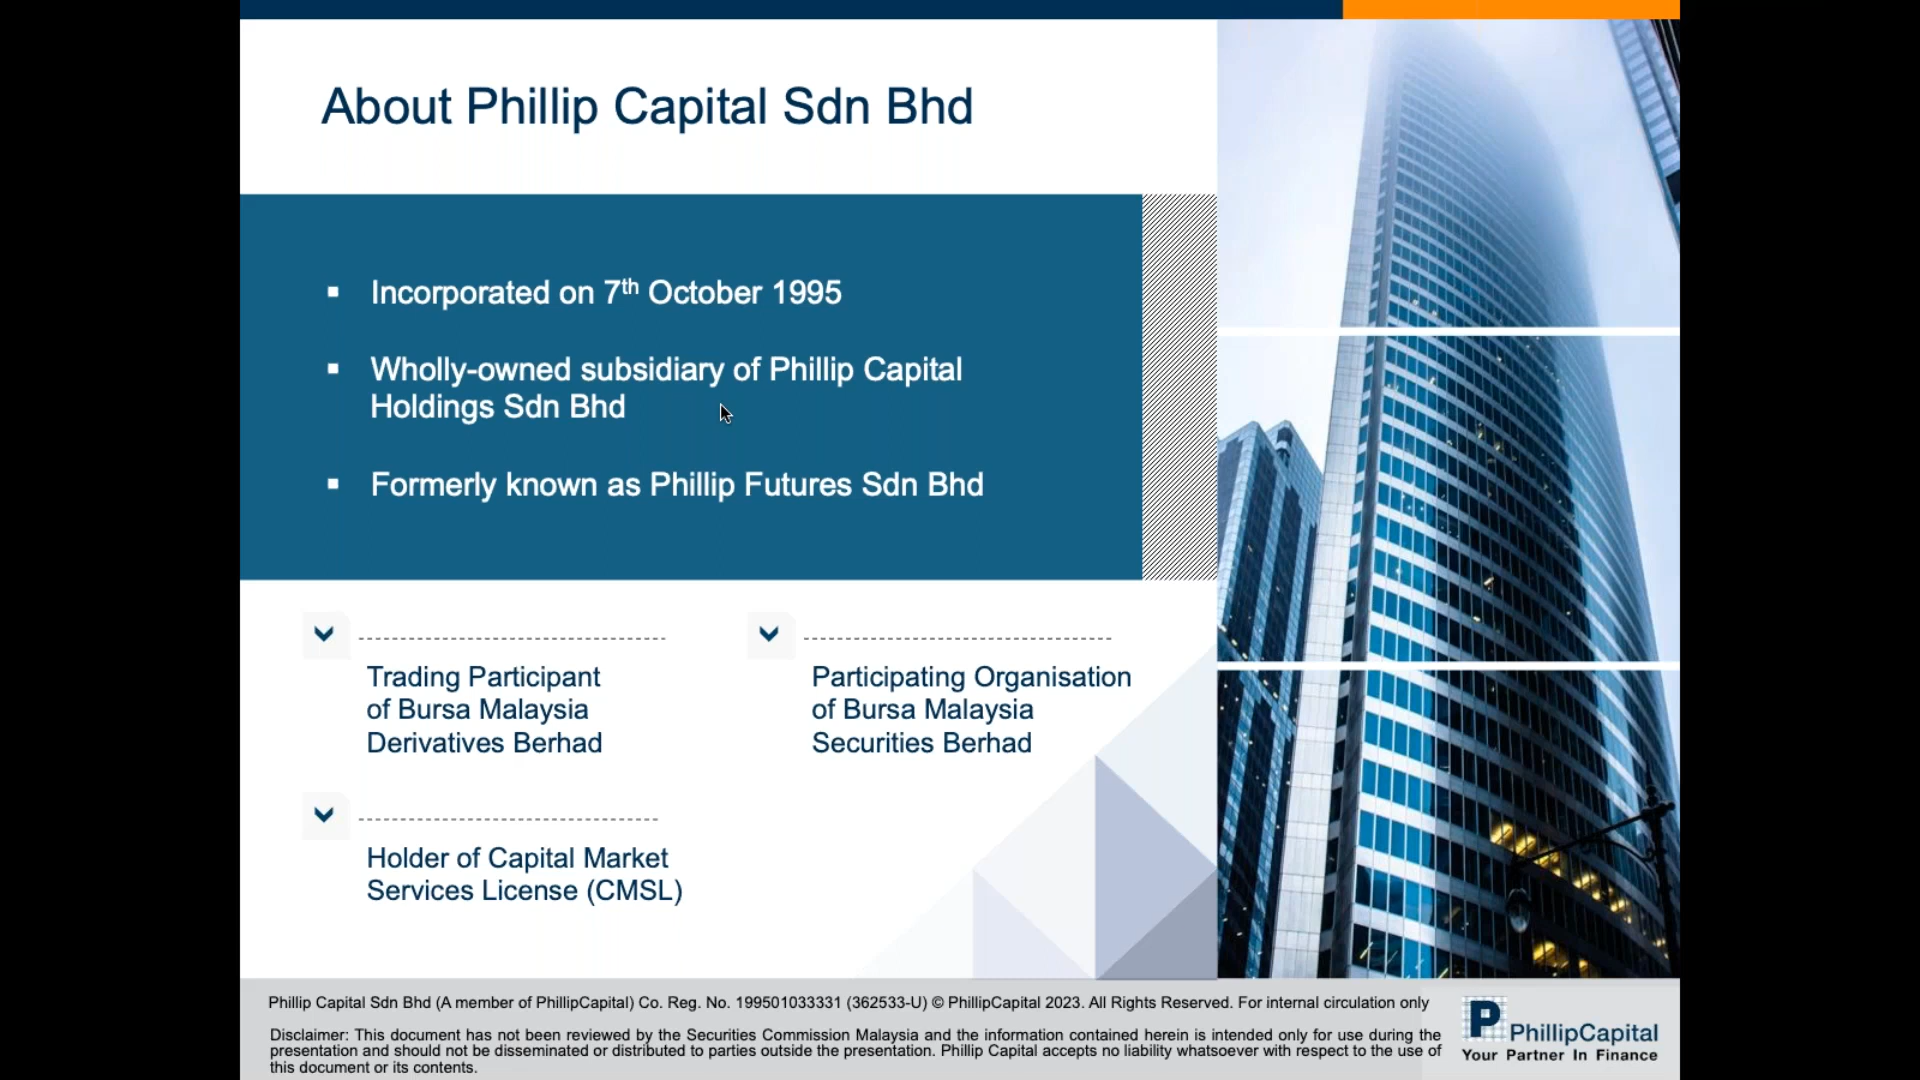 About Phillip Capital Sdn Bhd
▪ Incorporated on 7th October 1995
▪ Wholly-owned subsidiary of Phillip Capital
Holdings Sdn Bhd
▪ Formerly known as Phillip Futures Sdn Bhd
Trading Participant
of Bursa Malaysia
Derivatives Berhad
Participating Organisation
of Bursa Malaysia
Securities Berhad
Holder of Capital Market
Services License (CMSL)
Phillip Capital Sdn Bhd (A member of PhillipCapital) Co. Reg. No. 199501033331 (362533-U) © PhillipCapital 2023. All Rights Reserved. For internal circulation only
Disclaimer: This document has not been reviewed by the Securities Commission Malaysia and the information contained herein is intended only for use during the
presentation and should not be disseminated or distributed to parties outside the presentation. Phillip Capital accepts no liability whatsoever with respect to the use of
this document or its contents.
P
PhillipCapital
Your Partner In Finance